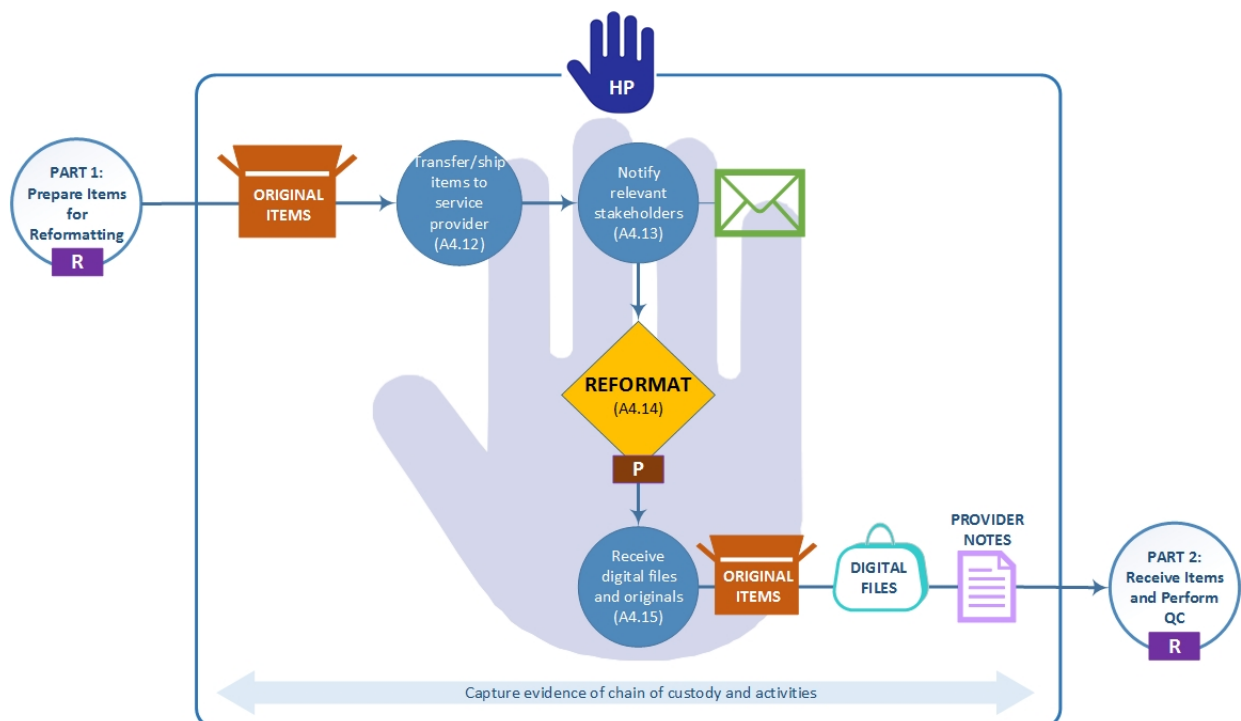 HP
PART 1:
Prepare Items
for
Reformatting
R
ORIGINAL
ITEMS
Transfer/ship
items to
service
provider
(A4.12)
Notify
relevant
stakeholders
(A4.13)
REFORMAT
(A4.14)
P
Receive
digital files
and originals
(A4.15)
ORIGINAL
ITEMS
DIGITAL
FILES
PROVIDER
NOTES
PART 2:
Receive Items
and Perform
QC
R
Capture evidence of chain of custody and activities